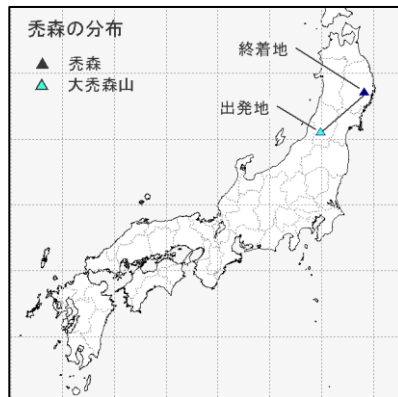 禿森の分布
▲ 禿森
▲ 大禿森山
終着地
出発地